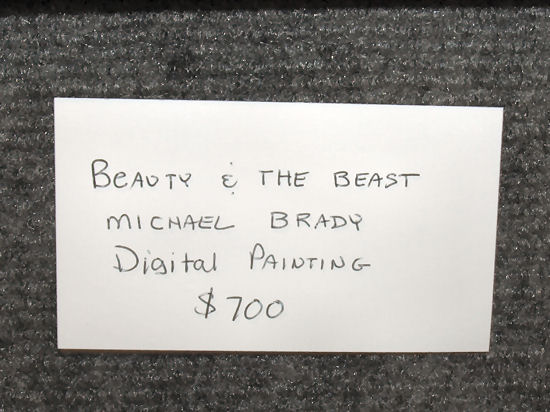 Beauty & THE BEAST
MICHAEL BRADY
Digital PAINTING
$700